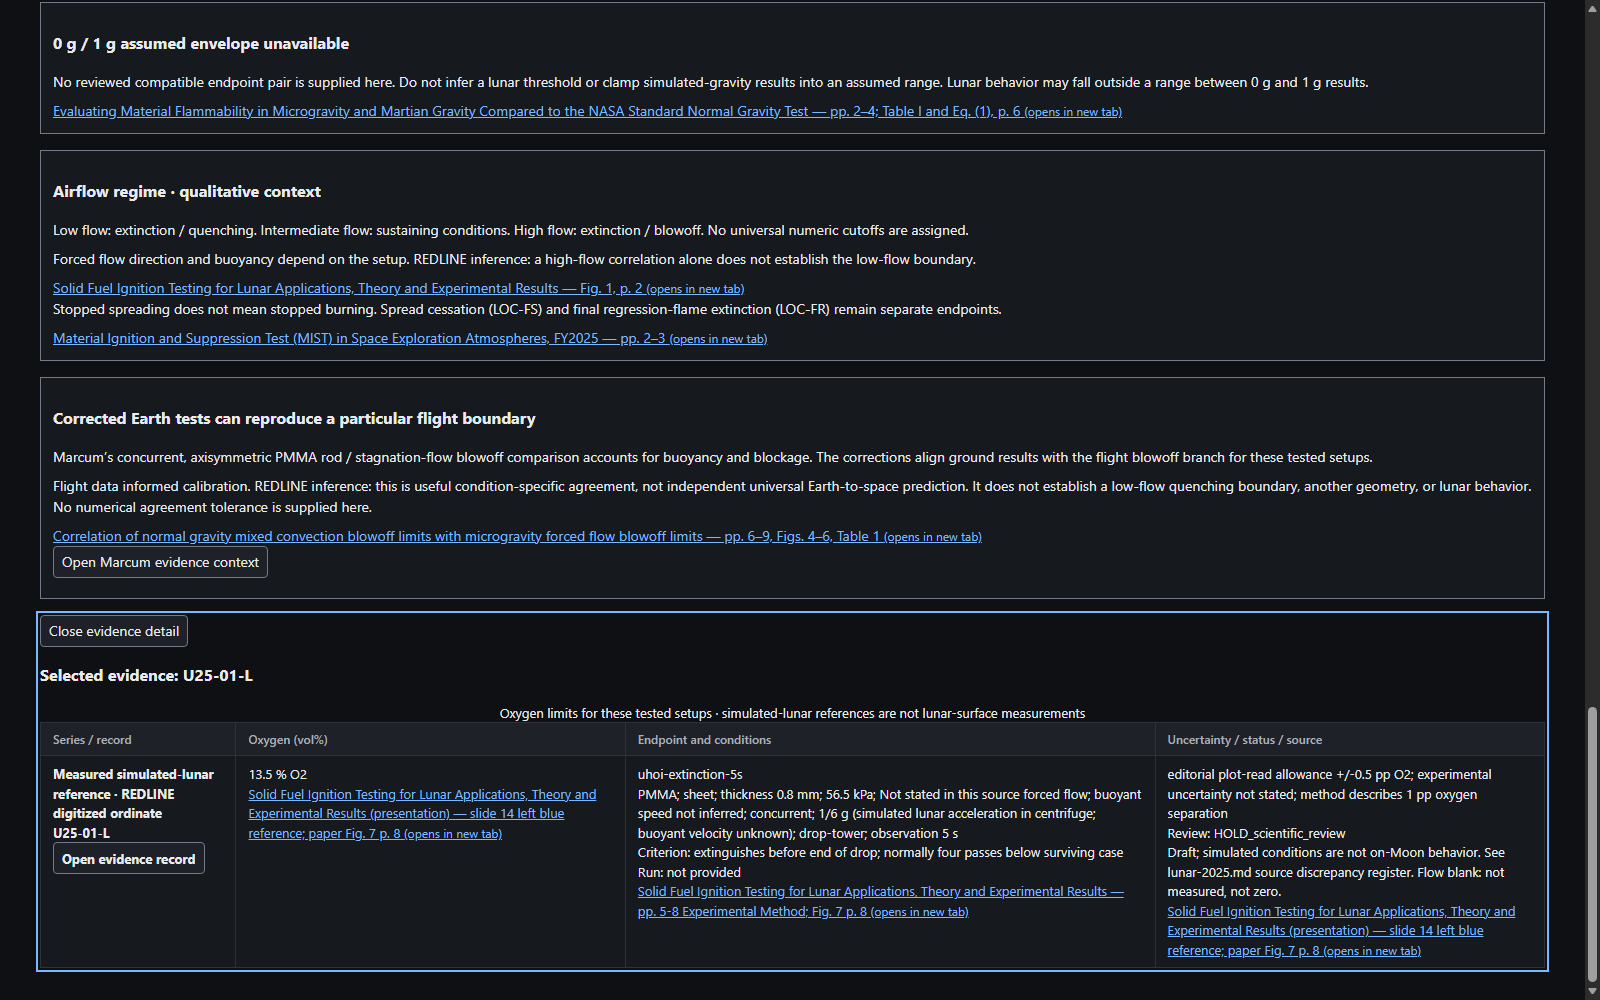 0 g / 1 g assumed envelope unavailable
No reviewed compatible endpoint pair is supplied here. Do not infer a lunar threshold or clamp simulated-gravity results into an assumed range. Lunar behavior may fall outside a range between 0 g and 1 g results.
Evaluating Material Flammability in Microgravity and Martian Gravity Compared to the NASA Standard Normal Gravity Test — pp. 2–4; Table I and Eq. (1), p. 6 (opens in new tab)
Airflow regime · qualitative context
Low flow: extinction / quenching. Intermediate flow: sustaining conditions. High flow: extinction / blowoff. No universal numeric cutoffs are assigned.
Forced flow direction and buoyancy depend on the setup. REDLINE inference: a high-flow correlation alone does not establish the low-flow boundary.
Solid Fuel Ignition Testing for Lunar Applications, Theory and Experimental Results — Fig. 1, p. 2 (opens in new tab)
Stopped spreading does not mean stopped burning. Spread cessation (LOC-FS) and final regression-flame extinction (LOC-FR) remain separate endpoints.
Material Ignition and Suppression Test (MIST) in Space Exploration Atmospheres, FY2025 — pp. 2–3 (opens in new tab)
Corrected Earth tests can reproduce a particular flight boundary
Marcum’s concurrent, axisymmetric PMMA rod / stagnation-flow blowoff comparison accounts for buoyancy and blockage. The corrections align ground results with the flight blowoff branch for these tested setups.
Flight data informed calibration. REDLINE inference: this is useful condition-specific agreement, not independent universal Earth-to-space prediction. It does not establish a low-flow quenching boundary, another geometry, or lunar behavior.
No numerical agreement tolerance is supplied here.
Correlation of normal gravity mixed convection blowoff limits with microgravity forced flow blowoff limits — pp. 6–9, Figs. 4–6, Table 1 (opens in new tab)
Open Marcum evidence context
Close evidence detail
Selected evidence: U25-01-L
Oxygen limits for these tested setups · simulated-lunar references are not lunar-surface measurements
Series / record
Oxygen (vol%)
Endpoint and conditions
Uncertainty / status / source
Measured simulated-lunar
reference · REDLINE
digitized ordinate
U25-01-L
Open evidence record
13.5 % O2
Solid Fuel Ignition Testing for Lunar Applications, Theory and
Experimental Results (presentation) — slide 14 left blue
reference; paper Fig. 7 p. 8 (opens in new tab)
uhoi-extinction-5s
PMMA; sheet; thickness 0.8 mm; 56.5 kPa; Not stated in this source forced flow; buoyant
speed not inferred; concurrent; 1/6 g (simulated lunar acceleration in centrifuge;
buoyant velocity unknown); drop-tower; observation 5 s
Criterion: extinguishes before end of drop; normally four passes below surviving case
Run: not provided
Solid Fuel Ignition Testing for Lunar Applications, Theory and Experimental Results —
pp. 5-8 Experimental Method; Fig. 7 p. 8 (opens in new tab)
editorial plot-read allowance +/-0.5 pp O2; experimental
uncertainty not stated; method describes 1 pp oxygen
separation
Review: HOLD_scientific_review
Draft; simulated conditions are not on-Moon behavior. See
lunar-2025.md source discrepancy register. Flow blank: not
measured, not zero.
Solid Fuel Ignition Testing for Lunar Applications, Theory and
Experimental Results (presentation) — slide 14 left blue
reference; paper Fig. 7 p. 8 (opens in new tab)